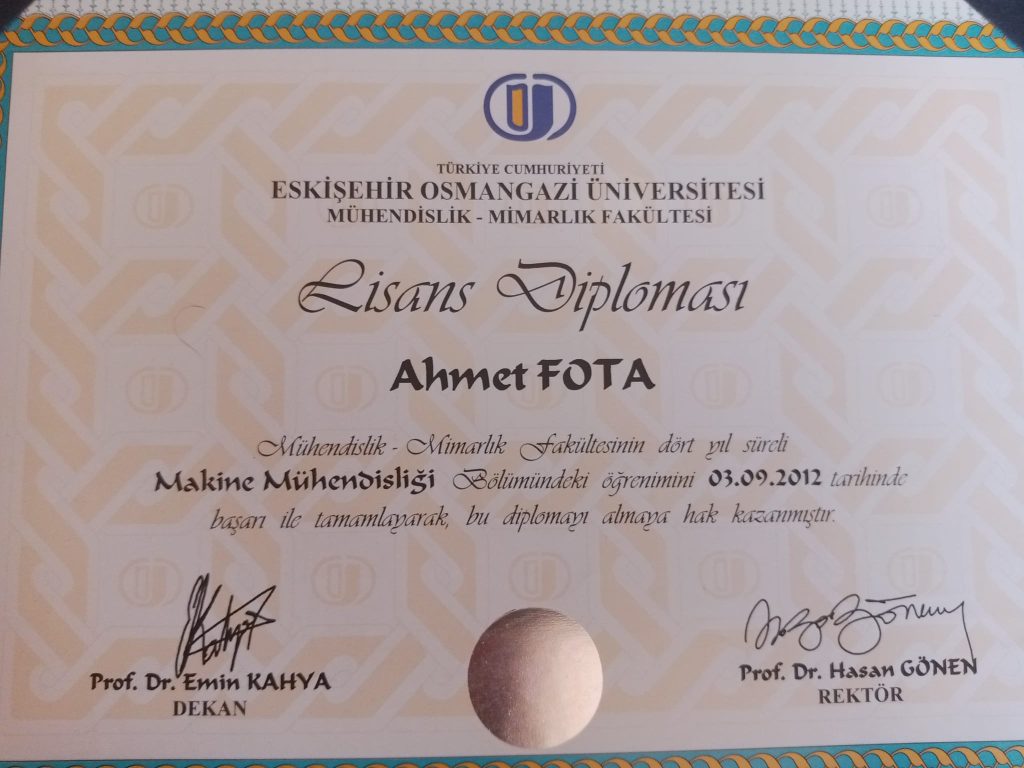 TÜRKİYE CUMHURİYETİ
ESKİŞEHİR OSMANGAZİ ÜNİVERSİTESİ
MÜHENDİSLİK - MİMARLIK FAKÜLTESİ
Lisans Diploması
Ahmet FOTA
Mühendislik - Mimarlık Fakültesinin dört yıl süreli
Makine Mühendisliği Bölümündeki öğrenimini 03.09.2012 tarihinde
başarı ile tamamlayarak, bu diplomayı almaya hak kazanmıştır.
Prof. Dr. Emin KAHYA
DEKAN
Prof. Dr. Hasan GÖNEN
REKTÖR